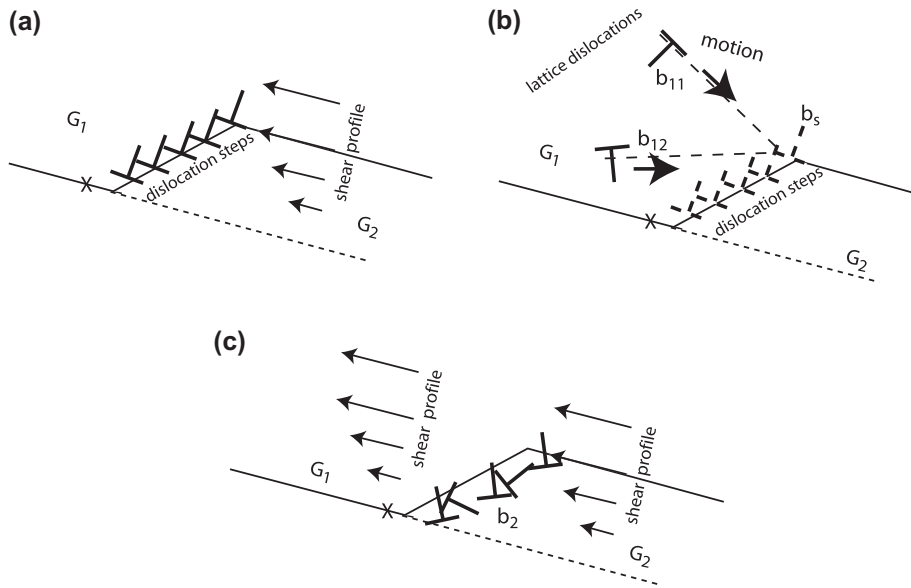 (a)
G1
X
dislocation steps
shear profile
G2
(b)
lattice dislocations
motion
b11
bs
G1
b12
X
dislocation steps
G2
(c)
shear profile
shear profile
G1
X
b2
G2